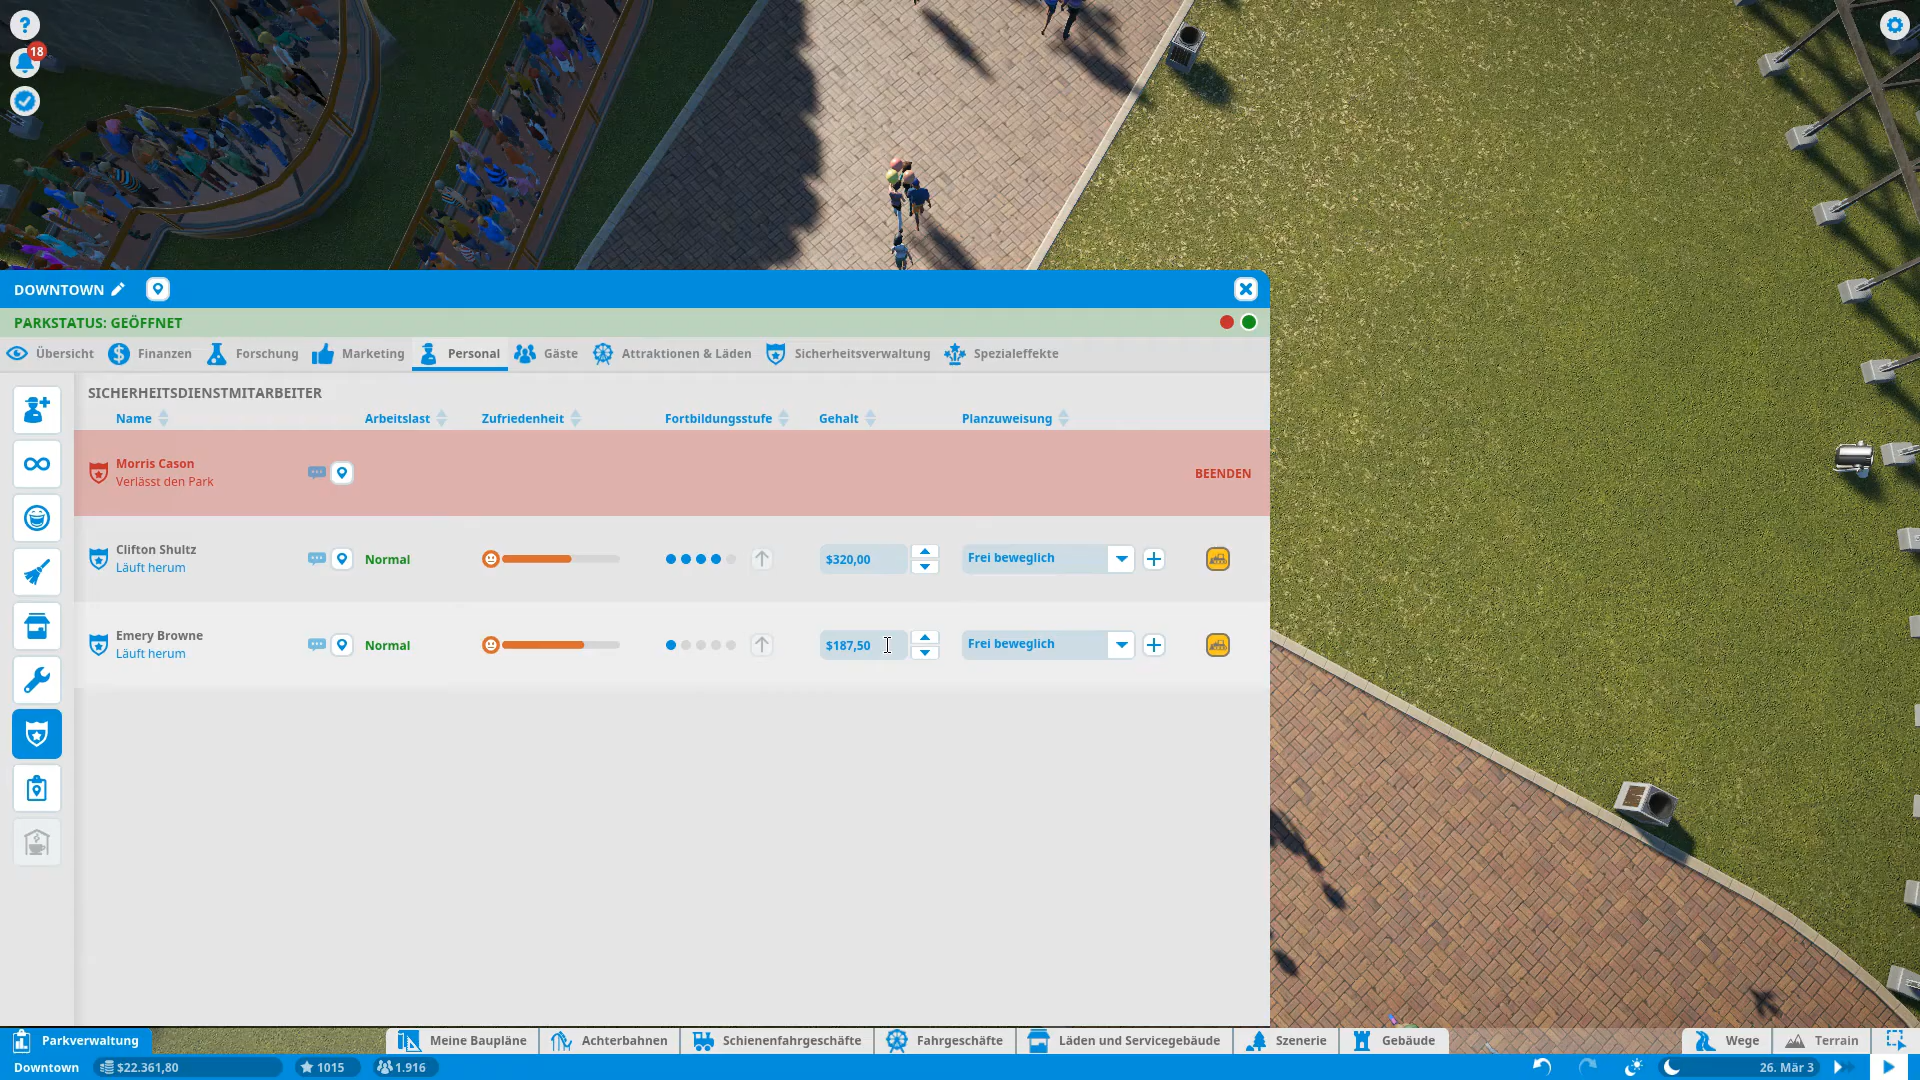 18
DOWNTOWN
PARKSTATUS: GEÖFFNET
Übersicht Finanzen Forschung Marketing Personal Gäste Attraktionen & Läden Sicherheitsverwaltung Spezialeffekte
SICHERHEITSDIENSTMITARBEITER
Name Arbeitslast Zufriedenheit Fortbildungsstufe Gehalt Planzuweisung
Morris Cason
Verlässt den Park
BEENDEN
Clifton Shultz
Läuft herum
Normal $320,00 Frei beweglich
Emery Browne
Läuft herum
Normal $187,50 Frei beweglich
Parkverwaltung Meine Baupläne Achterbahnen Schienenfahrgeschäfte Fahrgeschäfte Läden und Servicegebäude Szenerie Gebäude Wege Terrain
Downtown $22.361,80 1015 1.916 26. Mär 3